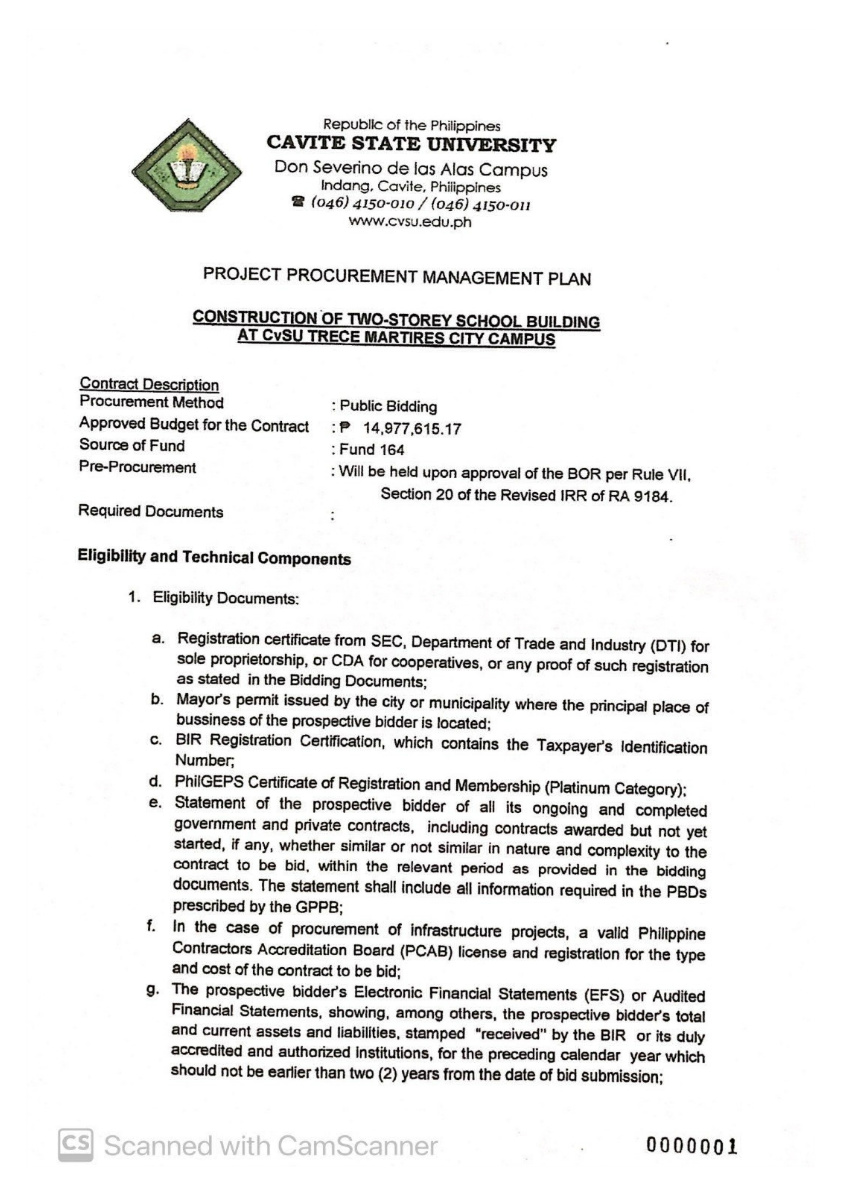 Republic of the Philippines
CAVITE STATE UNIVERSITY
Don Severino de las Alas Campus
Indang, Cavite, Philippines
☎ (046) 4150-010 / (046) 4150-011
www.cvsu.edu.ph
PROJECT PROCUREMENT MANAGEMENT PLAN
CONSTRUCTION OF TWO-STOREY SCHOOL BUILDING
AT CvSU TRECE MARTIRES CITY CAMPUS
Contract Description
Procurement Method : Public Bidding
Approved Budget for the Contract : ₱ 14,977,615.17
Source of Fund : Fund 164
Pre-Procurement : Will be held upon approval of the BOR per Rule VII,
Section 20 of the Revised IRR of RA 9184.
Required Documents :
Eligibility and Technical Components
1. Eligibility Documents:
a. Registration certificate from SEC, Department of Trade and Industry (DTI) for
sole proprietorship, or CDA for cooperatives, or any proof of such registration
as stated in the Bidding Documents;
b. Mayor's permit issued by the city or municipality where the principal place of
bussiness of the prospective bidder is located;
c. BIR Registration Certification, which contains the Taxpayer's Identification
Number;
d. PhilGEPS Certificate of Registration and Membership (Platinum Category);
e. Statement of the prospective bidder of all its ongoing and completed
government and private contracts, including contracts awarded but not yet
started, if any, whether similar or not similar in nature and complexity to the
contract to be bid, within the relevant period as provided in the bidding
documents. The statement shall include all information required in the PBDs
prescribed by the GPPB;
f. In the case of procurement of infrastructure projects, a valid Philippine
Contractors Accreditation Board (PCAB) license and registration for the type
and cost of the contract to be bid;
g. The prospective bidder's Electronic Financial Statements (EFS) or Audited
Financial Statements, showing, among others, the prospective bidder's total
and current assets and liabilities, stamped "received" by the BIR or its duly
accredited and authorized Institutions, for the preceding calendar year which
should not be earlier than two (2) years from the date of bid submission;
CS Scanned with CamScanner
0000001